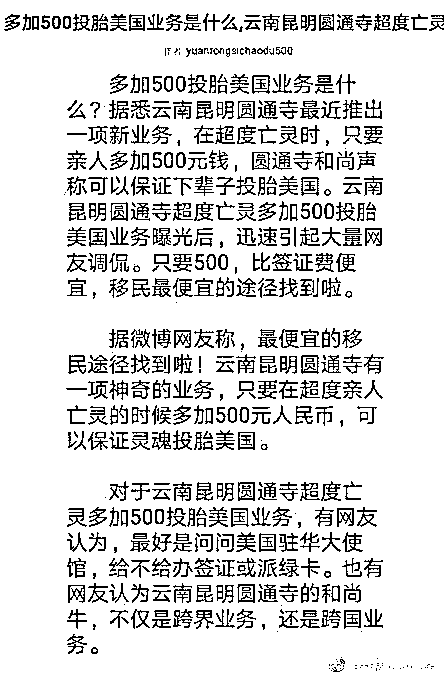 多加500投胎美国业务是什么,云南昆明圆通寺超度亡灵
yuantongsichaodu500
多加500投胎美国业务是什
么？据悉云南昆明圆通寺最近推出
一项新业务，在超度亡灵时，只要
亲人多加500元钱，圆通寺和尚声
称可以保证下辈子投胎美国。云南
昆明圆通寺超度亡灵多加500投胎
美国业务曝光后，迅速引起大量网
友调侃。只要500，比签证费便
宜，移民最便宜的途径找到啦。
据微博网友称，最便宜的移
民途径找到啦！云南昆明圆通寺有
一项神奇的业务，只要在超度亲人
亡灵的时候多加500元人民币，可
以保证灵魂投胎美国。
对于云南昆明圆通寺超度亡
灵多加500投胎美国业务，有网友
认为，最好是问问美国驻华大使
馆，给不给办签证或派绿卡。也有
网友认为云南昆明圆通寺的和尚
牛，不仅是跨界业务，还是跨国业
务。